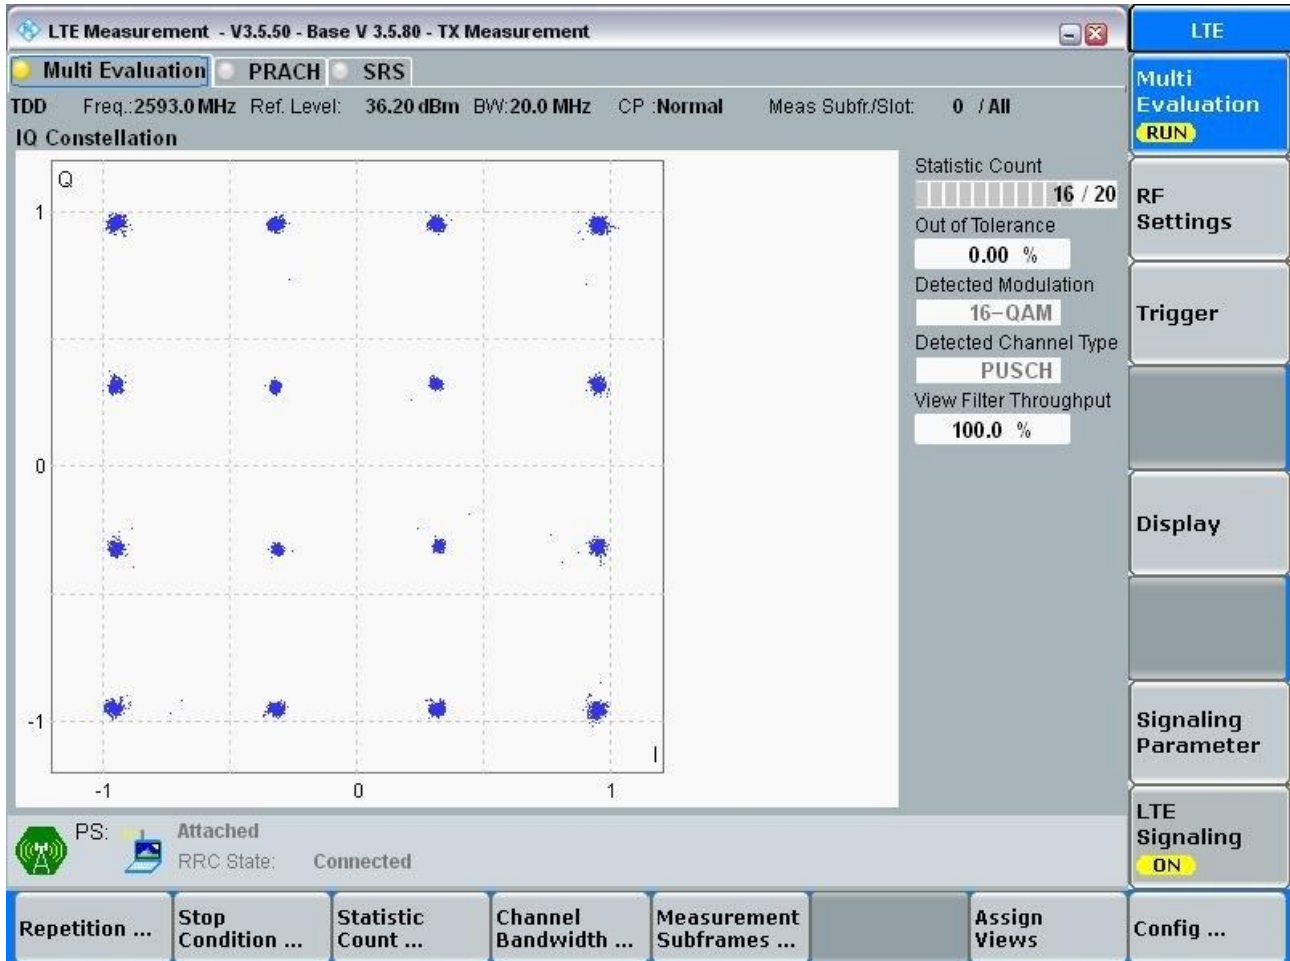 LTE Measurement - V3.5.50 - Base V 3.5.80 - TX Measurement
Multi Evaluation PRACH SRS
TDD Freq.:2593.0 MHz Ref. Level: 36.20 dBm BW:20.0 MHz CP :Normal Meas Subfr./Slot: 0 / All
IQ Constellation
Q
1
0
-1
I
-1 0 1
Statistic Count
16 / 20
Out of Tolerance
0.00 %
Detected Modulation
16-QAM
Detected Channel Type
PUSCH
View Filter Throughput
100.0 %
PS: Attached
RRC State: Connected
LTE
Multi
Evaluation
RUN
RF
Settings
Trigger
Display
Signaling
Parameter
LTE
Signaling
ON
Repetition ...
Stop
Condition ...
Statistic
Count ...
Channel
Bandwidth ...
Measurement
Subframes ...
Assign
Views
Config ...